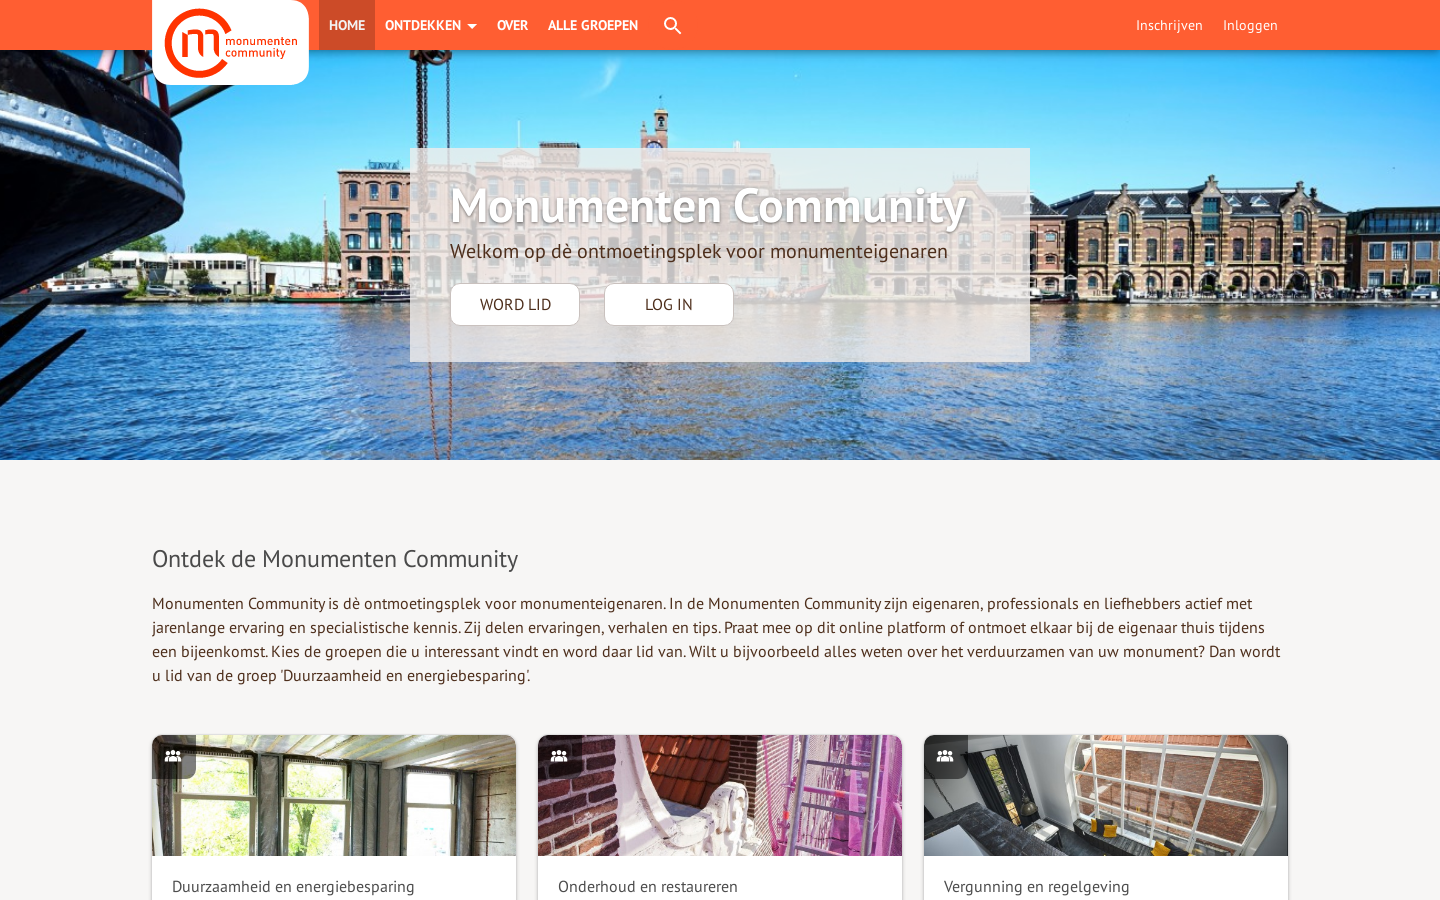 monumenten
community
HOME
ONTDEKKEN
OVER
ALLE GROEPEN
Inschrijven
Inloggen
JAVA
Monumenten Community
Welkom op dè ontmoetingsplek voor monumenteigenaren
WORD LID
LOG IN
Ontdek de Monumenten Community
Monumenten Community is dè ontmoetingsplek voor monumenteigenaren. In de Monumenten Community zijn eigenaren, professionals en liefhebbers actief met
jarenlange ervaring en specialistische kennis. Zij delen ervaringen, verhalen en tips. Praat mee op dit online platform of ontmoet elkaar bij de eigenaar thuis tijdens
een bijeenkomst. Kies de groepen die u interessant vindt en word daar lid van. Wilt u bijvoorbeeld alles weten over het verduurzamen van uw monument? Dan wordt
u lid van de groep 'Duurzaamheid en energiebesparing'.
Duurzaamheid en energiebesparing
Onderhoud en restaureren
Vergunning en regelgeving